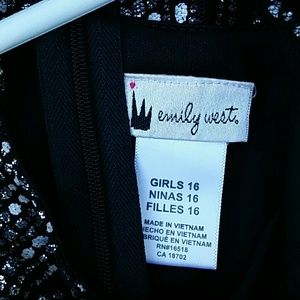 emily west.
GIRLS 16
NINAS 16
FILLES 16
MADE IN VIETNAM
HECHO EN VIETNAM
FABRIQUÉ EN VIETNAM
RN#16518
CA 18702